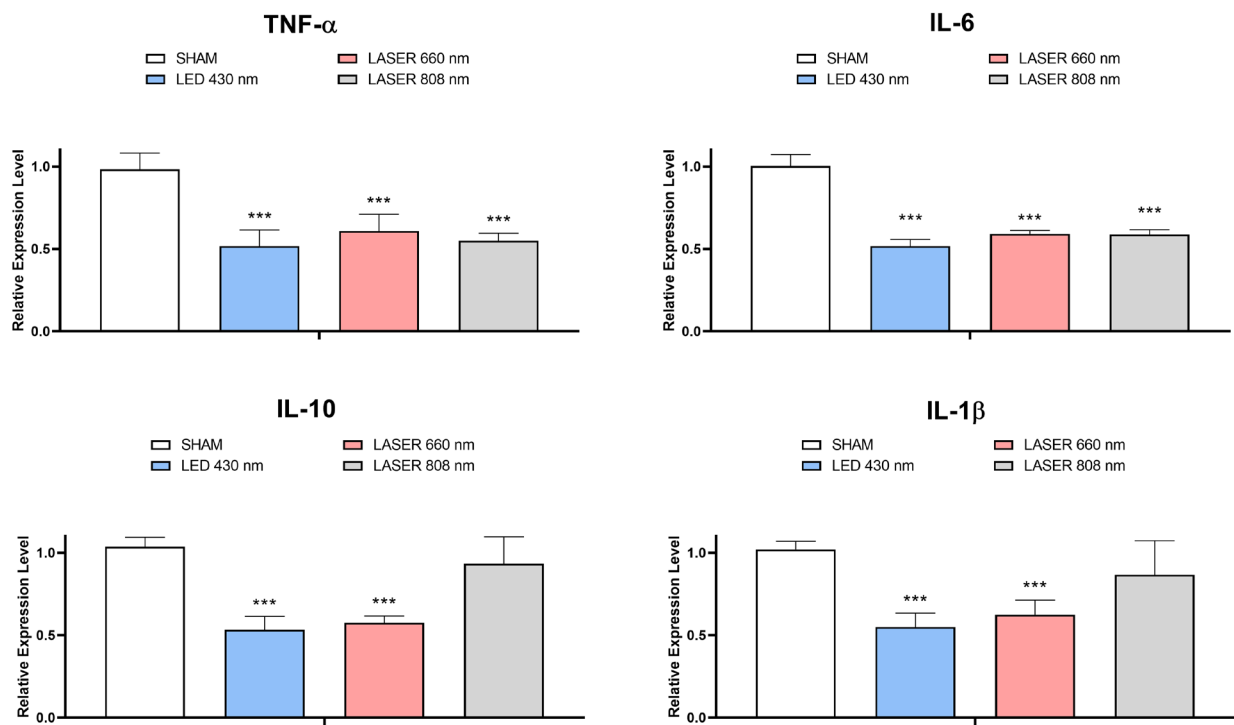 TNF-α
SHAM
LASER 660 nm
LED 430 nm
LASER 808 nm
Relative Expression Level
1.0
0.5
0.0
***
***
***
IL-6
SHAM
LASER 660 nm
LED 430 nm
LASER 808 nm
Relative Expression Level
1.0
0.5
0.0
***
***
***
IL-10
SHAM
LASER 660 nm
LED 430 nm
LASER 808 nm
Relative Expression Level
1.0
0.5
0.0
***
***
IL-1β
SHAM
LASER 660 nm
LED 430 nm
LASER 808 nm
Relative Expression Level
1.0
0.5
0.0
***
***